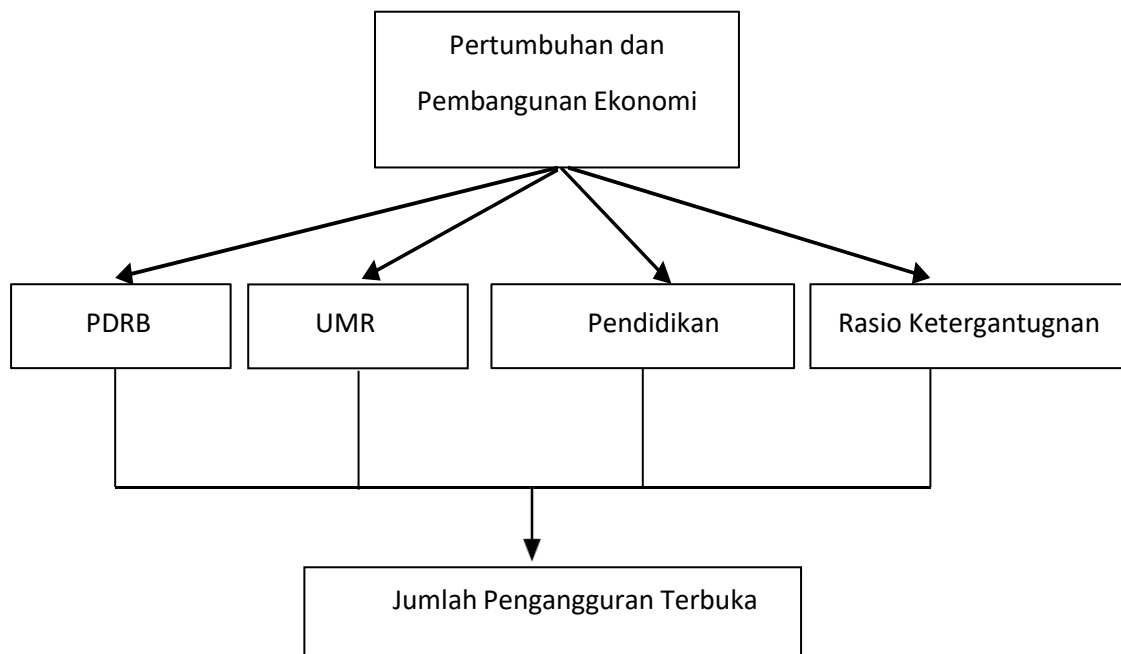 Pertumbuhan dan
Pembangunan Ekonomi
PDRB
UMR
Pendidikan
Rasio Ketergantugnan
Jumlah Pengangguran Terbuka